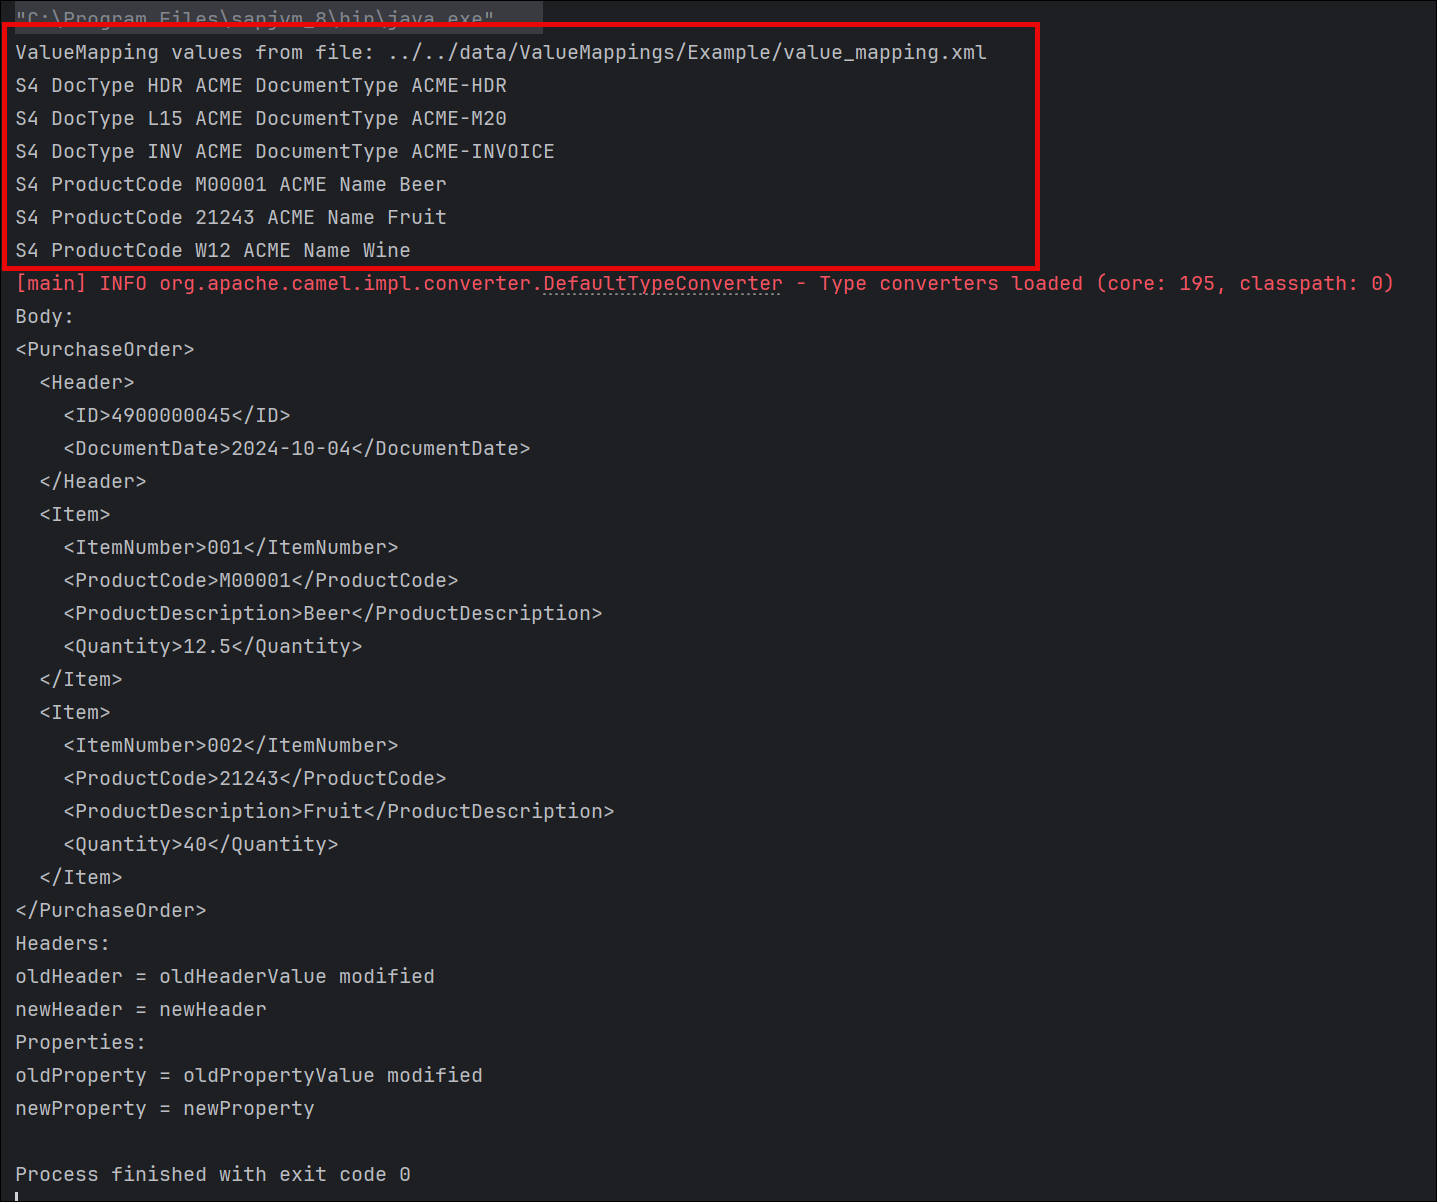 "C:\Program Files\sapjvm_8\bin\java.exe"
ValueMapping values from file: ../../data/ValueMappings/Example/value_mapping.xml
S4 DocType HDR ACME DocumentType ACME-HDR
S4 DocType L15 ACME DocumentType ACME-M20
S4 DocType INV ACME DocumentType ACME-INVOICE
S4 ProductCode M00001 ACME Name Beer
S4 ProductCode 21243 ACME Name Fruit
S4 ProductCode W12 ACME Name Wine
[main] INFO org.apache.camel.impl.converter.DefaultTypeConverter - Type converters loaded (core: 195, classpath: 0)
Body:
<PurchaseOrder>
  <Header>
    <ID>4900000045</ID>
    <DocumentDate>2024-10-04</DocumentDate>
  </Header>
  <Item>
    <ItemNumber>001</ItemNumber>
    <ProductCode>M00001</ProductCode>
    <ProductDescription>Beer</ProductDescription>
    <Quantity>12.5</Quantity>
  </Item>
  <Item>
    <ItemNumber>002</ItemNumber>
    <ProductCode>21243</ProductCode>
    <ProductDescription>Fruit</ProductDescription>
    <Quantity>40</Quantity>
  </Item>
</PurchaseOrder>
Headers:
oldHeader = oldHeaderValue modified
newHeader = newHeader
Properties:
oldProperty = oldPropertyValue modified
newProperty = newProperty
Process finished with exit code 0